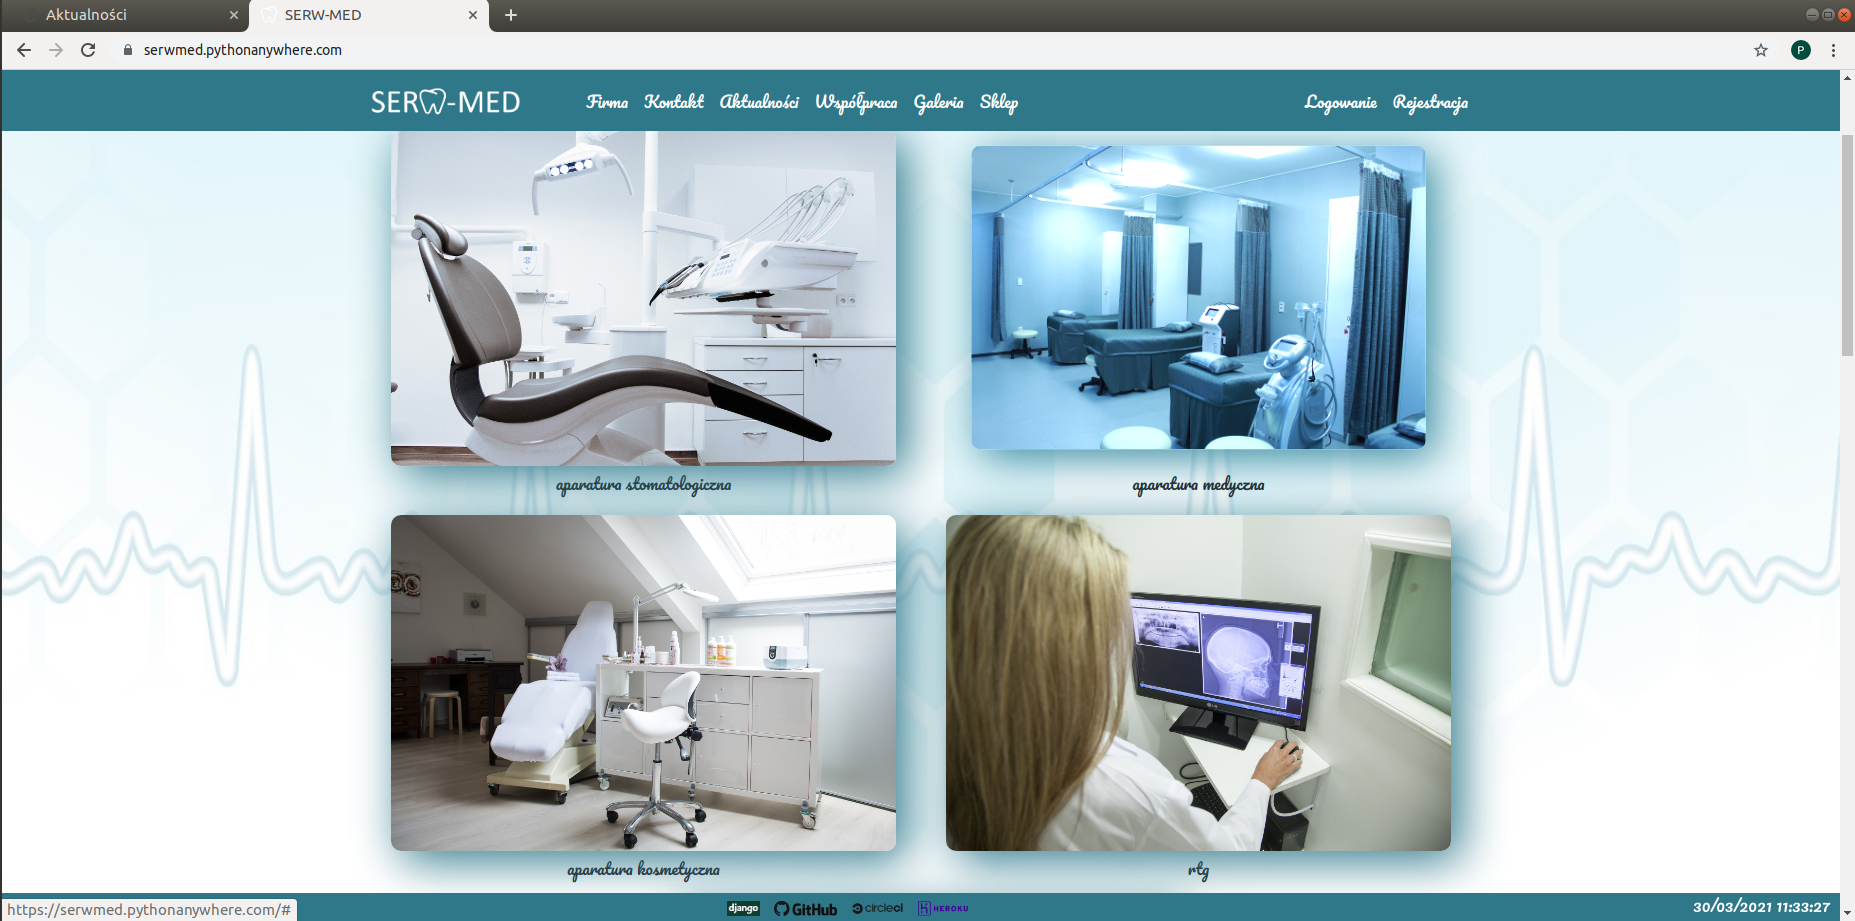 Aktualności
SERW-MED
serwmed.pythonanywhere.com
P
SERW-MED
Firma Kontakt Aktualności Współpraca Galeria Sklep
Logowanie Rejestracja
aparatura stomatologiczna
aparatura medyczna
aparatura kosmetyczna
rtg
https://serwmed.pythonanywhere.com/#
django GitHub circleci HEROKU
30/03/2021 11:33:27